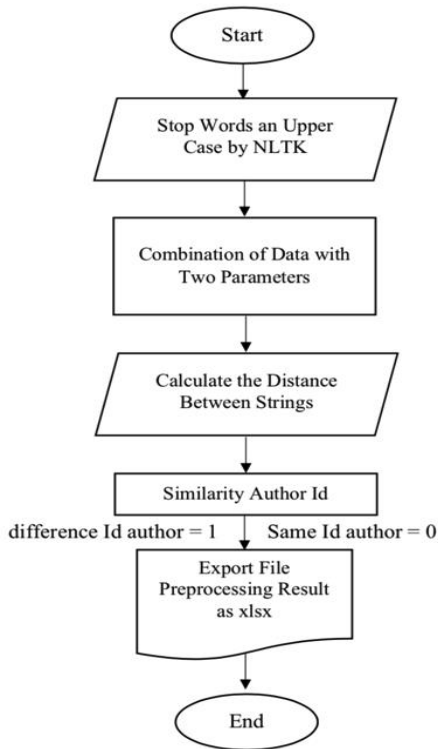 Start
Stop Words an Upper
Case by NLTK
Combination of Data with
Two Parameters
Calculate the Distance
Between Strings
Similarity Author Id
difference Id author = 1 Same Id author = 0
Export File
Preprocessing Result
as xlsx
End